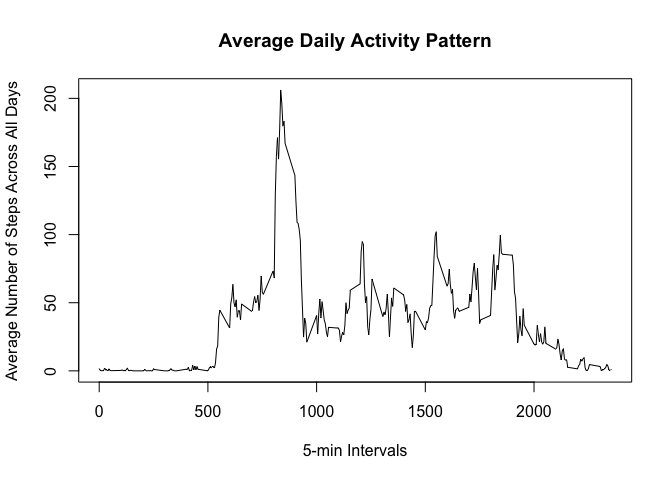 Average Daily Activity Pattern
Average Number of Steps Across All Days
200
150
100
50
0
0 500 1000 1500 2000
5-min Intervals